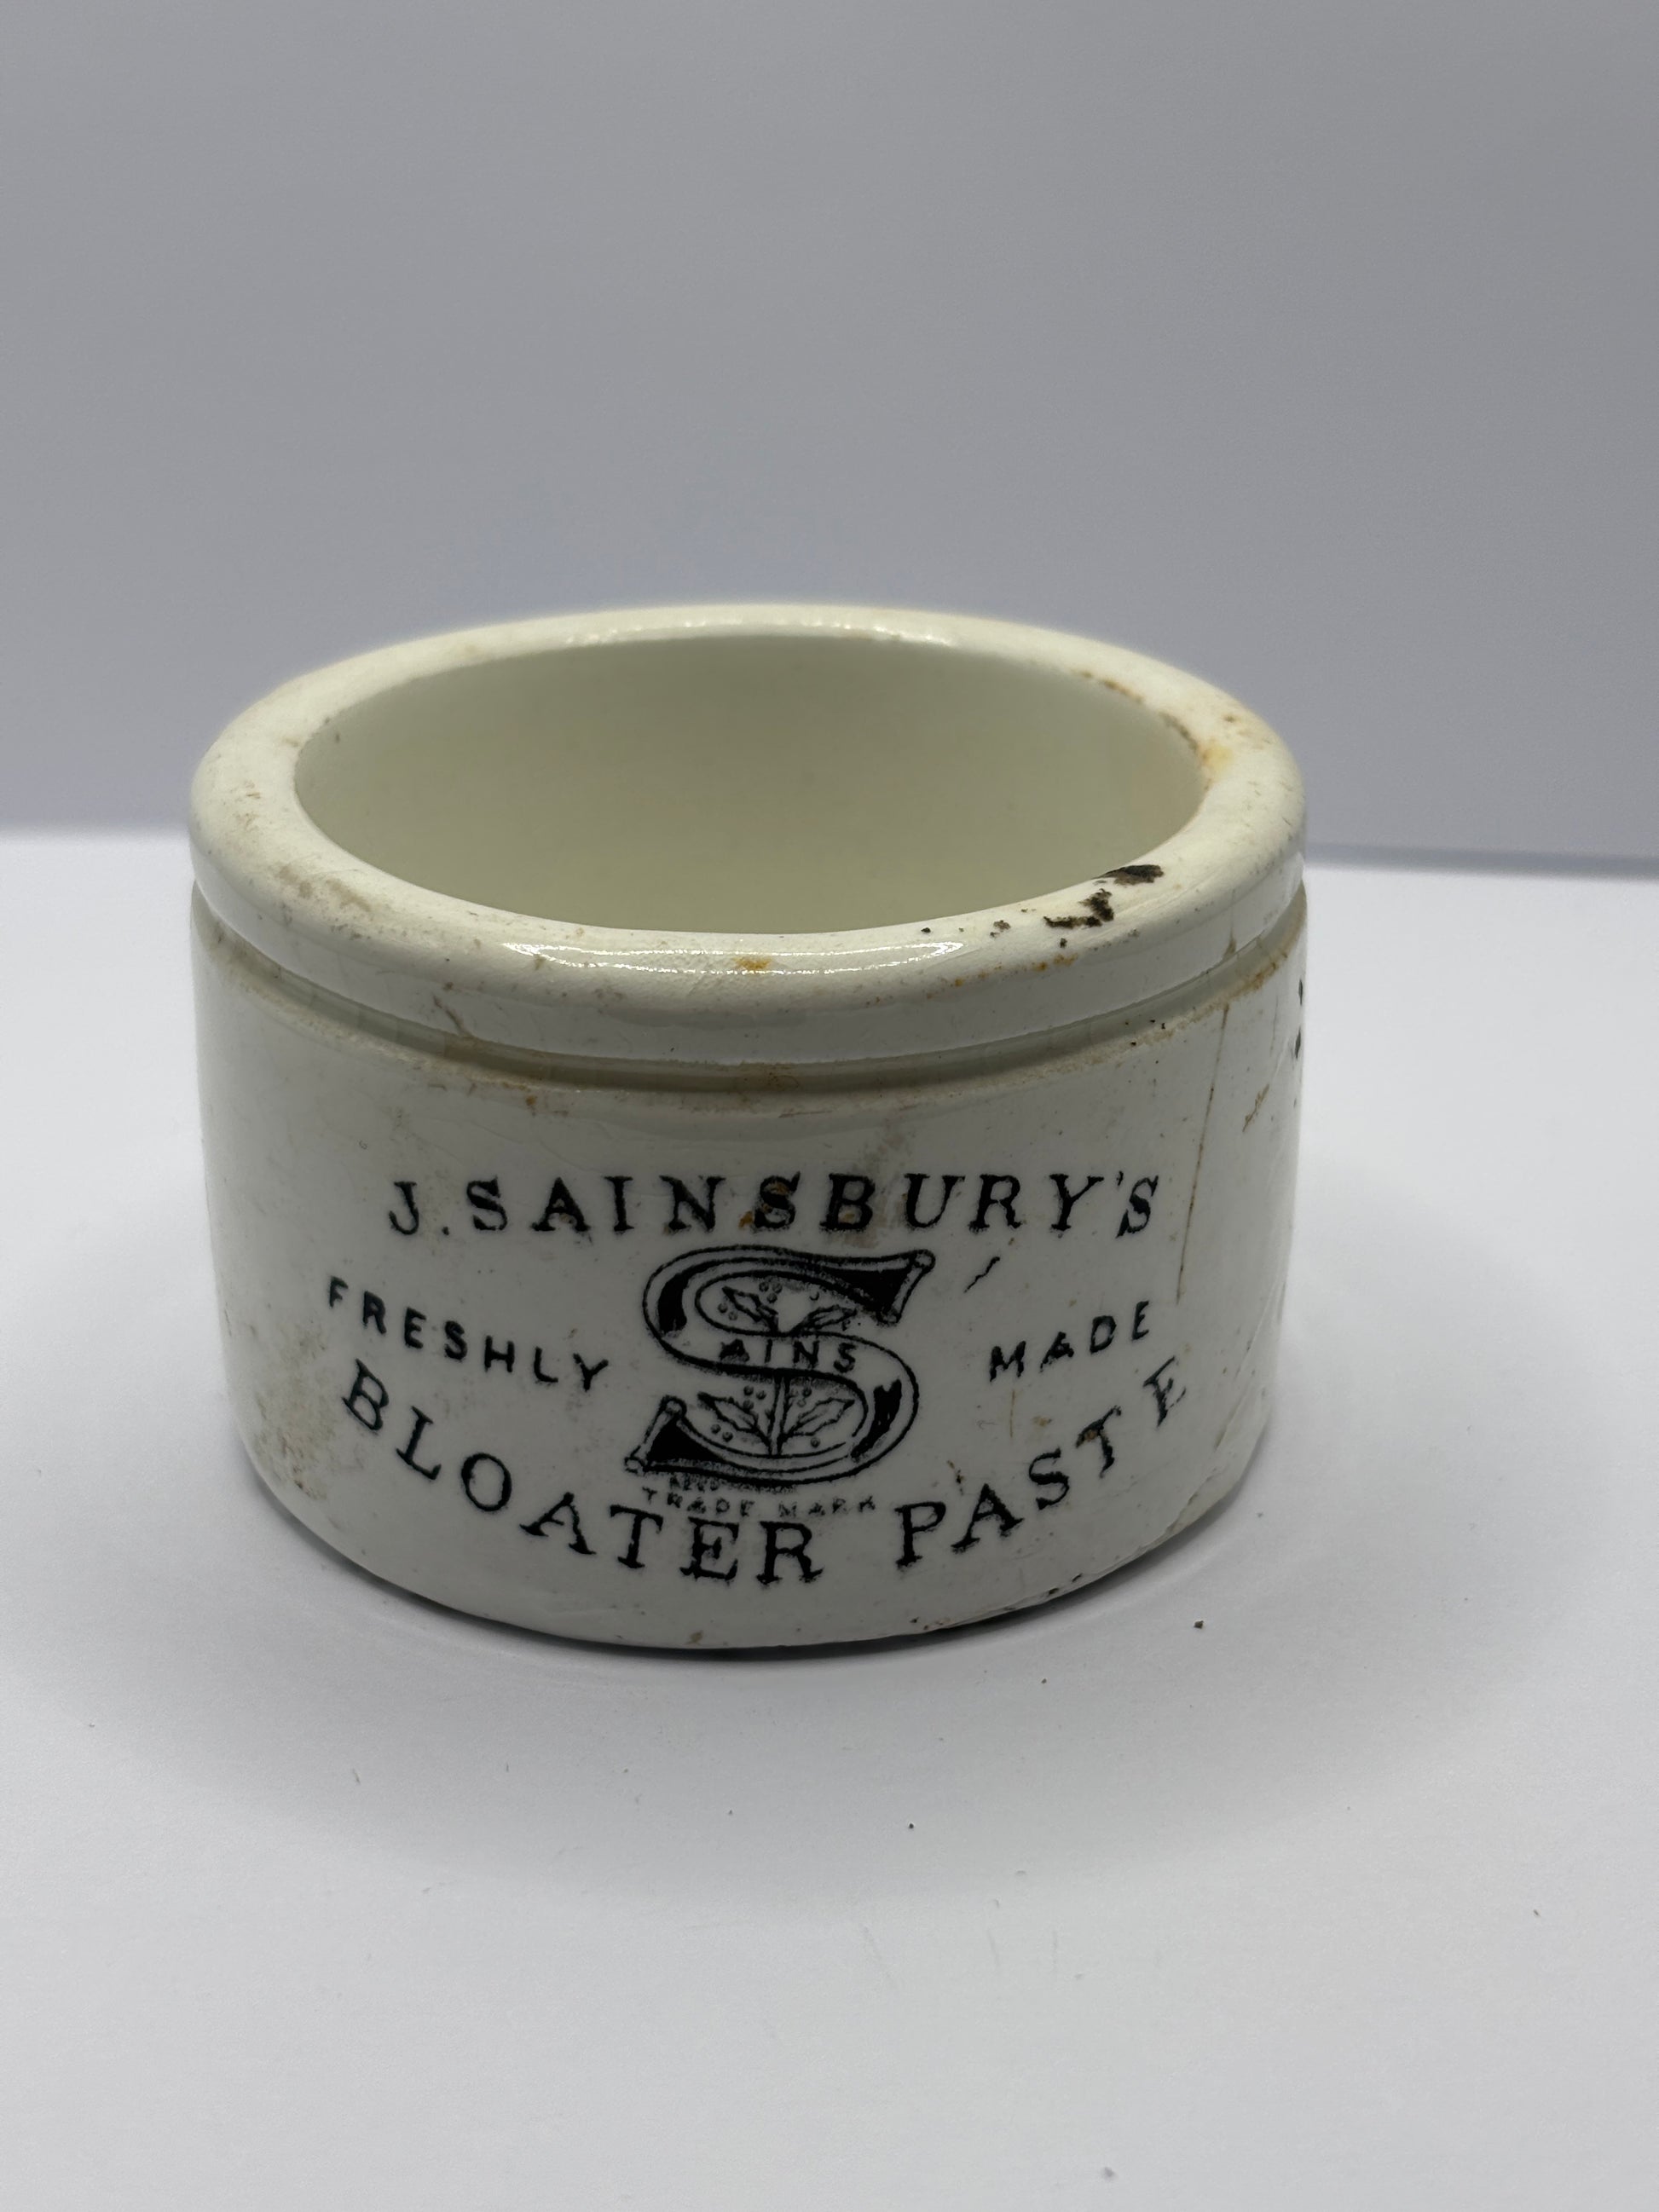 J. SAINSBURY'S
FRESHLY SAINS MADE
TRADE MARK
BLOATER PASTE